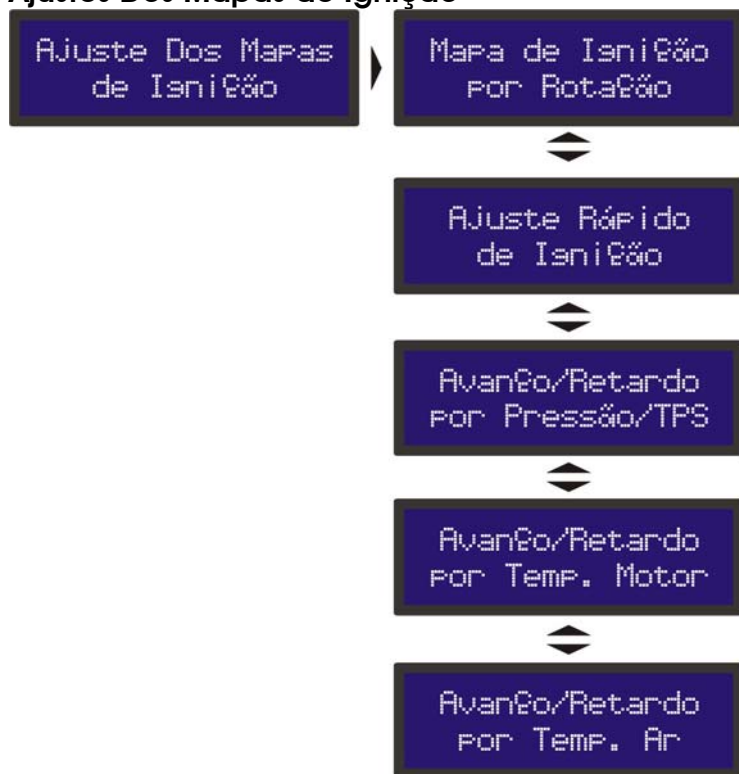 Ajustes Dos Mapas de Ignição
Ajuste Dos Mapas
de Ignição
Mapa de Ignição
por Rotação
Ajuste Rápido
de Ignição
Avanço/Retardo
por Pressão/TPS
Avanço/Retardo
por Temp. Motor
Avanço/Retardo
por Temp. Ar